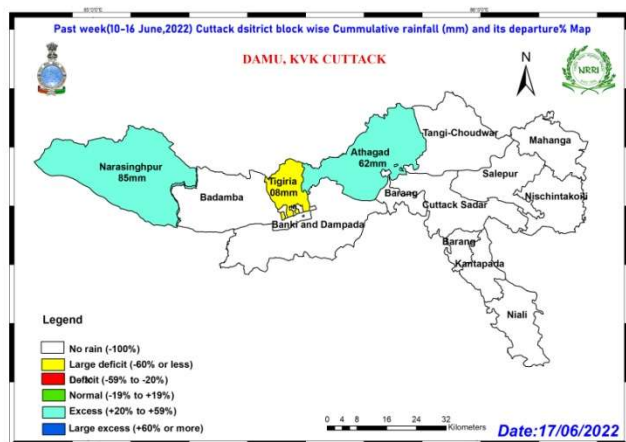 Past week(10-16 June,2022) Cuttack dsitrict block wise Cummulative rainfall (mm) and its departure% Map
DAMU, KVK CUTTACK
N
NRRI
Tangi-Choudwar
Mahanga
Athagad
62mm
Narasinghpur
85mm
Salepur
Tigiria
08mm
Badamba
Barang
Nischintakoili
Cuttack Sadar
Banki and Dampada
Barang
Kantapada
Niali
Legend
No rain (-100%)
Large deficit (-60% or less)
Deficit (-59% to -20%)
Normal (-19% to +19%)
Excess (+20% to +59%)
Large excess (+60% or more)
0 4 8 16 24 32
Kilometers
Date:17/06/2022